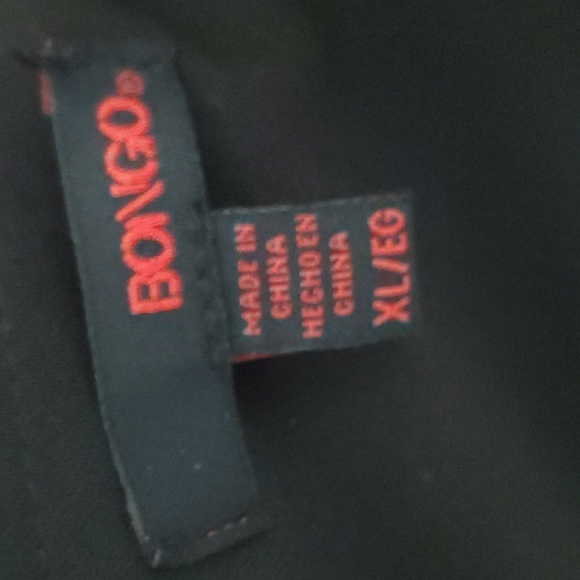 BONGO®
MADE IN
CHINA
HECHO EN
CHINA
XL/EG